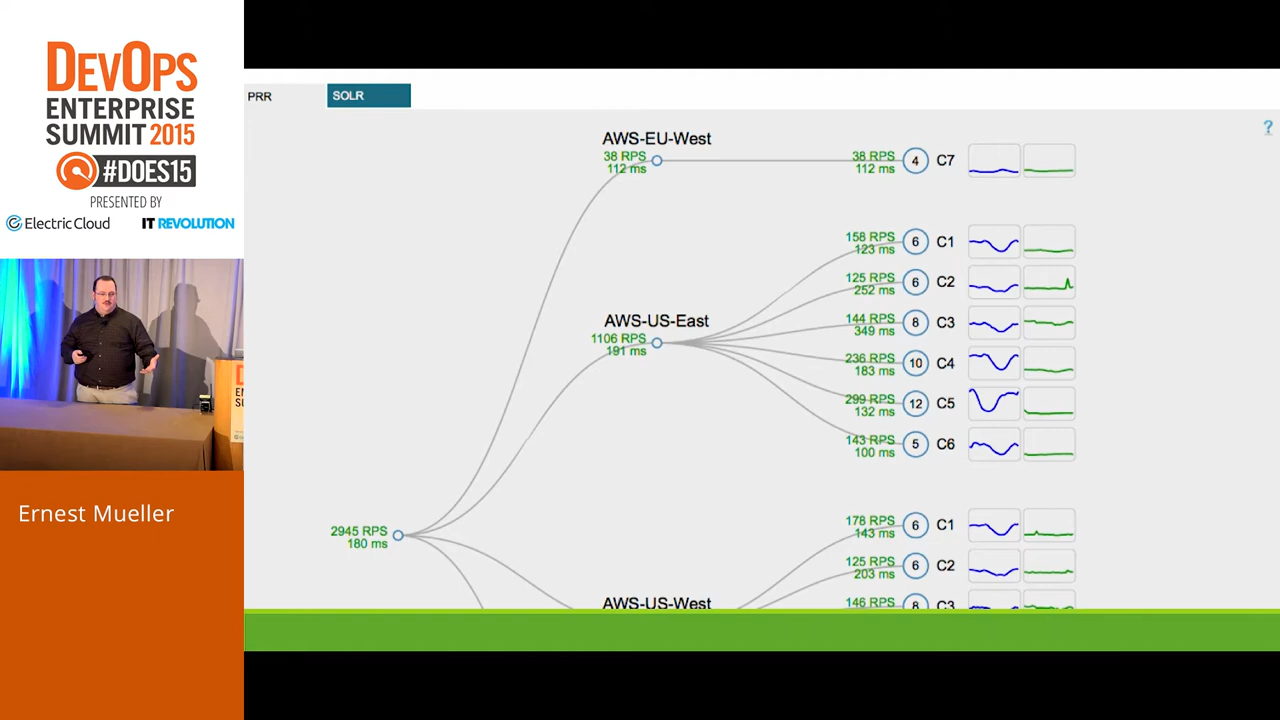 DEVOPS
ENTERPRISE
SUMMIT 2015
#DOES15
PRESENTED BY
Electric Cloud
IT REVOLUTION
Ernest Mueller
PRR
SOLR
?
AWS-EU-West
38 RPS
112 ms
38 RPS
112 ms
4
C7
158 RPS
123 ms
6
C1
125 RPS
252 ms
6
C2
AWS-US-East
1106 RPS
191 ms
144 RPS
349 ms
8
C3
236 RPS
183 ms
10
C4
299 RPS
132 ms
12
C5
143 RPS
100 ms
6
C6
2945 RPS
180 ms
178 RPS
143 ms
6
C1
125 RPS
203 ms
6
C2
AWS-US-West
146 RPS
8
C3